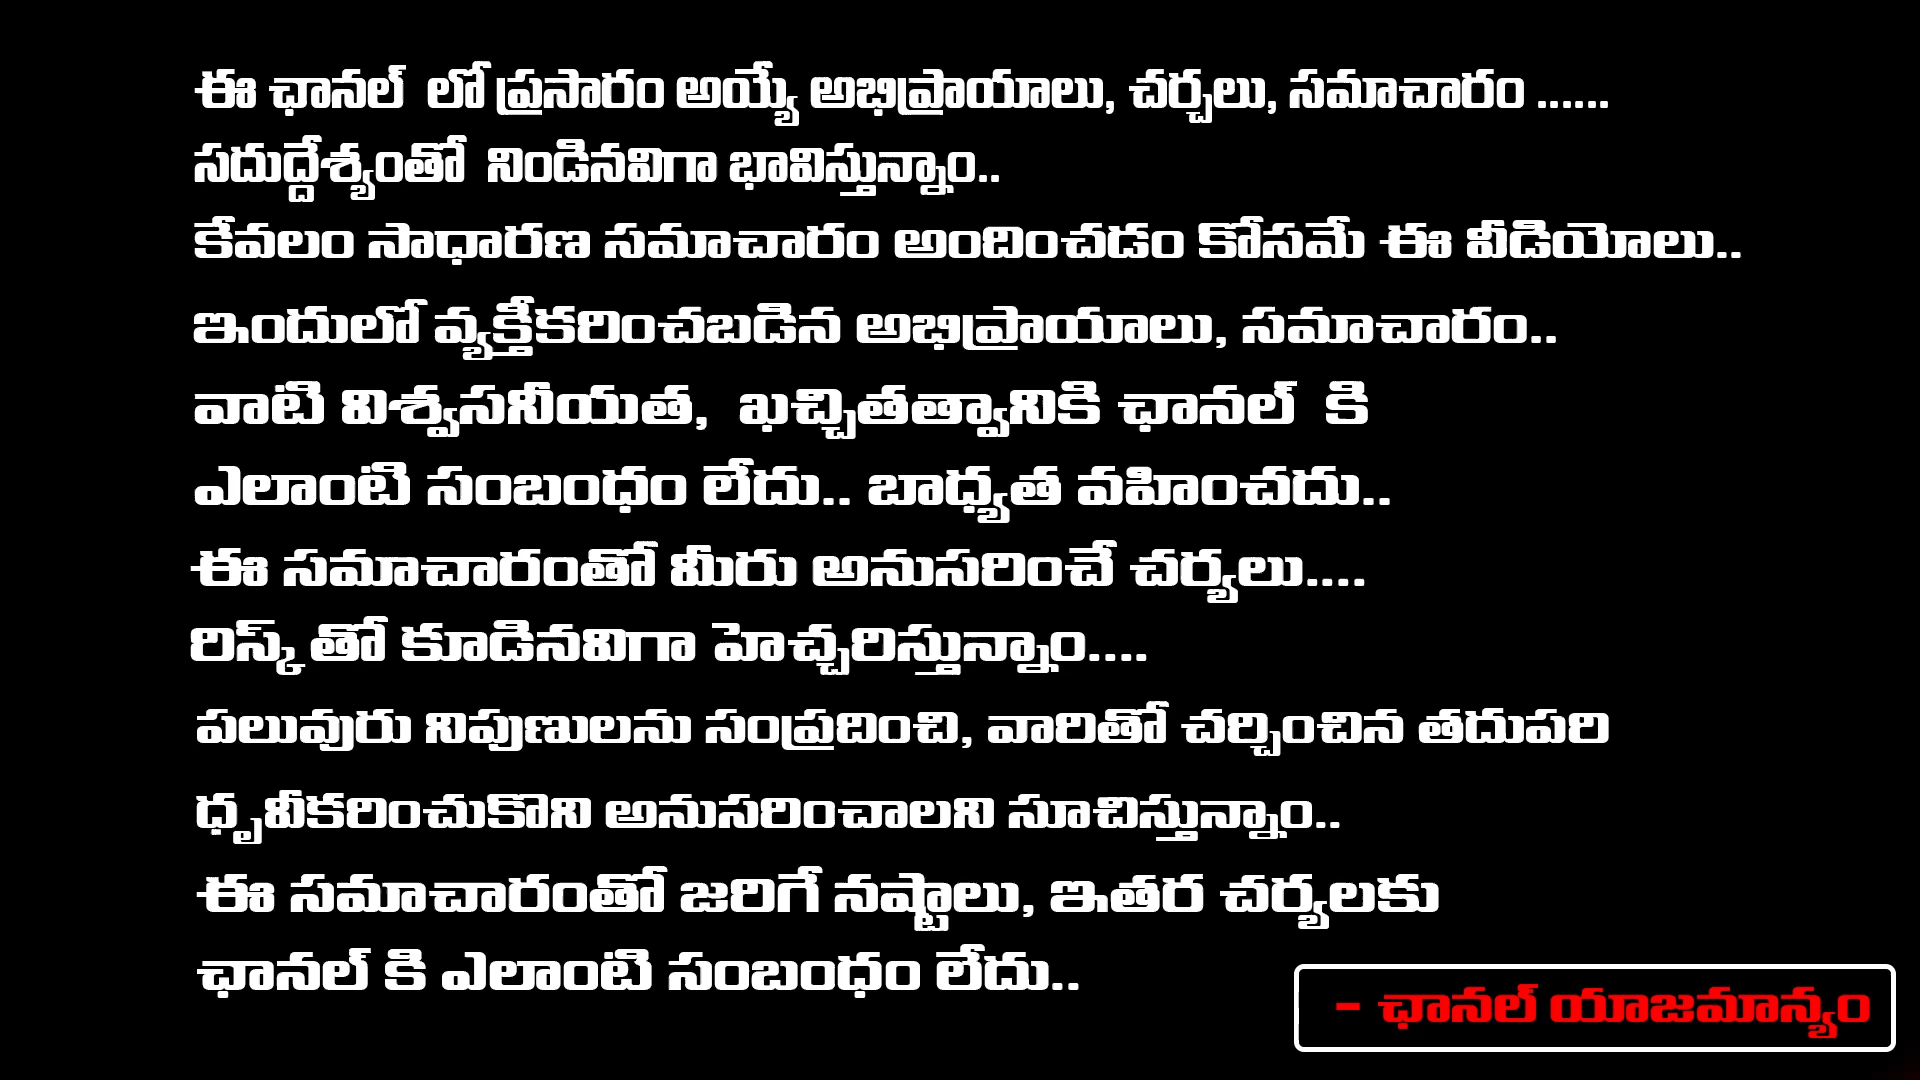 ఈ ఛానల్ లో ప్రసారం అయ్యే అభిప్రాయాలు, చర్చలు, సమాచారం ......
సదుద్దేశ్యంతో నిండినవిగా భావిస్తున్నాం..
కేవలం సాధారణ సమాచారం అందించడం కోసమే ఈ వీడియోలు..
ఇందులో వ్యక్తీకరించబడిన అభిప్రాయాలు, సమాచారం..
వాటి విశ్వసనీయత, ఖచ్చితత్వానికి ఛానల్ కి
ఎలాంటి సంబంధం లేదు.. బాధ్యత వహించదు..
ఈ సమాచారంతో మీరు అనుసరించే చర్యలు....
రిస్క్ తో కూడినవిగా హెచ్చరిస్తున్నాం....
పలువురు నిపుణులను సంప్రదించి, వారితో చర్చించిన తదుపరి
ధృవీకరించుకొని అనుసరించాలని సూచిస్తున్నాం..
ఈ సమాచారంతో జరిగే నష్టాలు, ఇతర చర్యలకు
ఛానల్ కి ఎలాంటి సంబంధం లేదు..
- ఛానల్ యాజమాన్యం